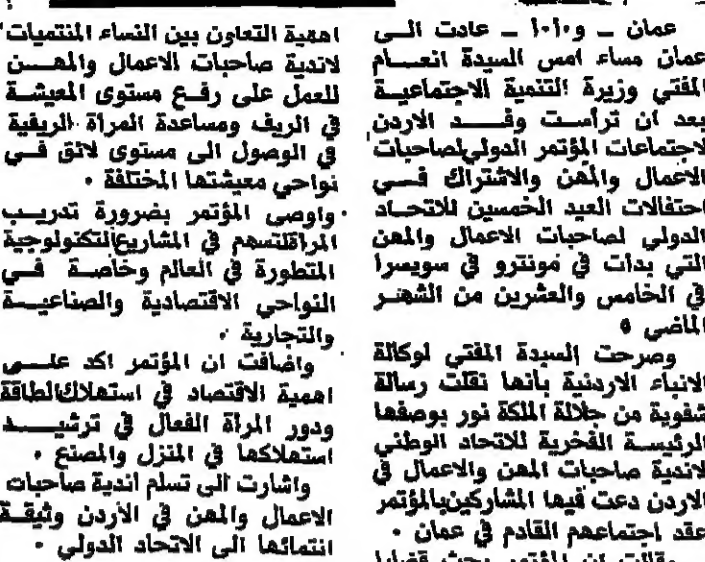 عمان _ و.أ.أ _ عادت الى
عمان مساء امس السيدة انعام
المفتي وزيرة التنمية الاجتماعية
بعد ان ترأست وفد الاردن
لاجتماعات المؤتمر الدولي لصاحبات
الاعمال والمهن والاشتراك في
احتفالات العيد الخمسين للاتحاد
الدولي لصاحبات الاعمال والمهن
التي بدأت في مونترو في سويسرا
في الخامس والعشرين من الشهر
الماضي .
وصرحت السيدة المفتي لوكالة
الانباء الاردنية بأنها نقلت رسالة
شفوية من جلالة الملكة نور بوصفها
الرئيسة الفخرية للاتحاد الوطني
لاندية صاحبات المهن والاعمال في
الاردن دعت فيها المشاركين بالمؤتمر
عقد اجتماعهم القادم في عمان .
وقالت ان المؤتمر بحث قضايا
اهمية التعاون بين النساء المنتميات
لاندية صاحبات الاعمال والمهن
للعمل على رفع مستوى المعيشة
في الريف ومساعدة المرأة الريفية
في الوصول الى مستوى لائق في
نواحي معيشتها المختلفة .
واوصى المؤتمر بضرورة تدريب
المرأة لتسهم في المشاريع التكنولوجية
المتطورة في العالم وخاصة في
النواحي الاقتصادية والصناعية
والتجارية .
واضافت ان المؤتمر اكد على
اهمية الاقتصاد في استهلاك الطاقة
ودور المرأة الفعال في ترشيد
استهلاكها في المنزل والمصنع .
واشارت الى تسلم اندية صاحبات
الاعمال والمهن في الأردن وثيقة
انتمائها الى الاتحاد الدولي .